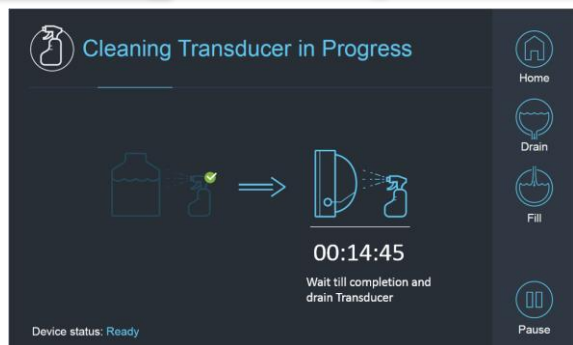 Cleaning Transducer in Progress
Home
Drain
Fill
00:14:45
Wait till completion and
drain Transducer
Device status: Ready
Pause